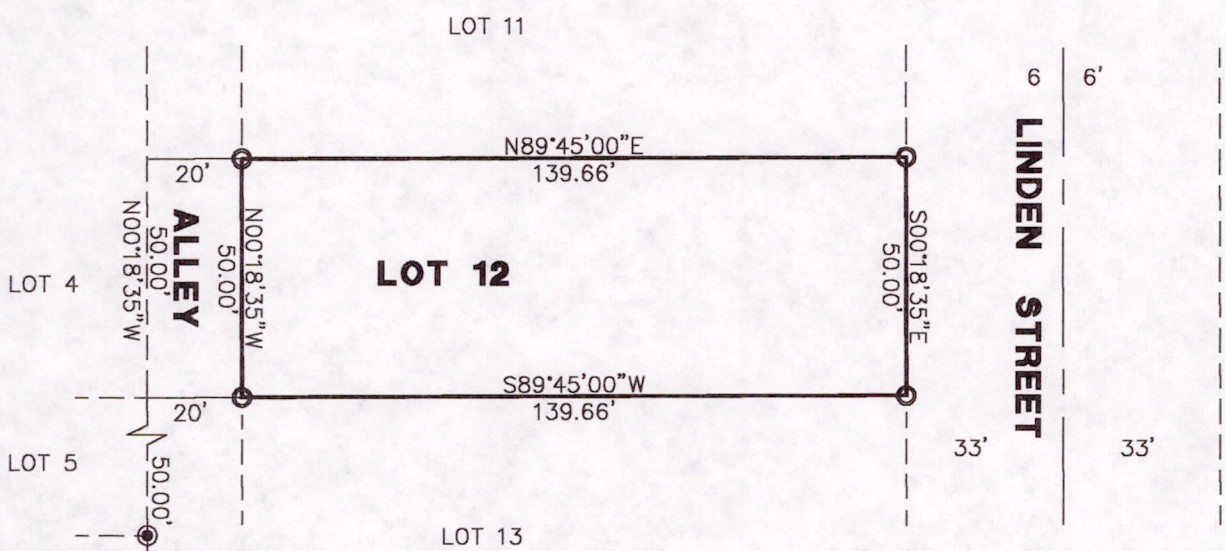 LOT 11
6 6'
N89°45'00"E
139.66'
20'
LINDEN STREET
ALLEY
N00°18'35"W
50.00'
N00°18'35"W
50.00'
S00°18'35"E
50.00'
LOT 12
LOT 4
S89°45'00"W
139.66'
20'
33'
33'
LOT 5
50.00'
LOT 13